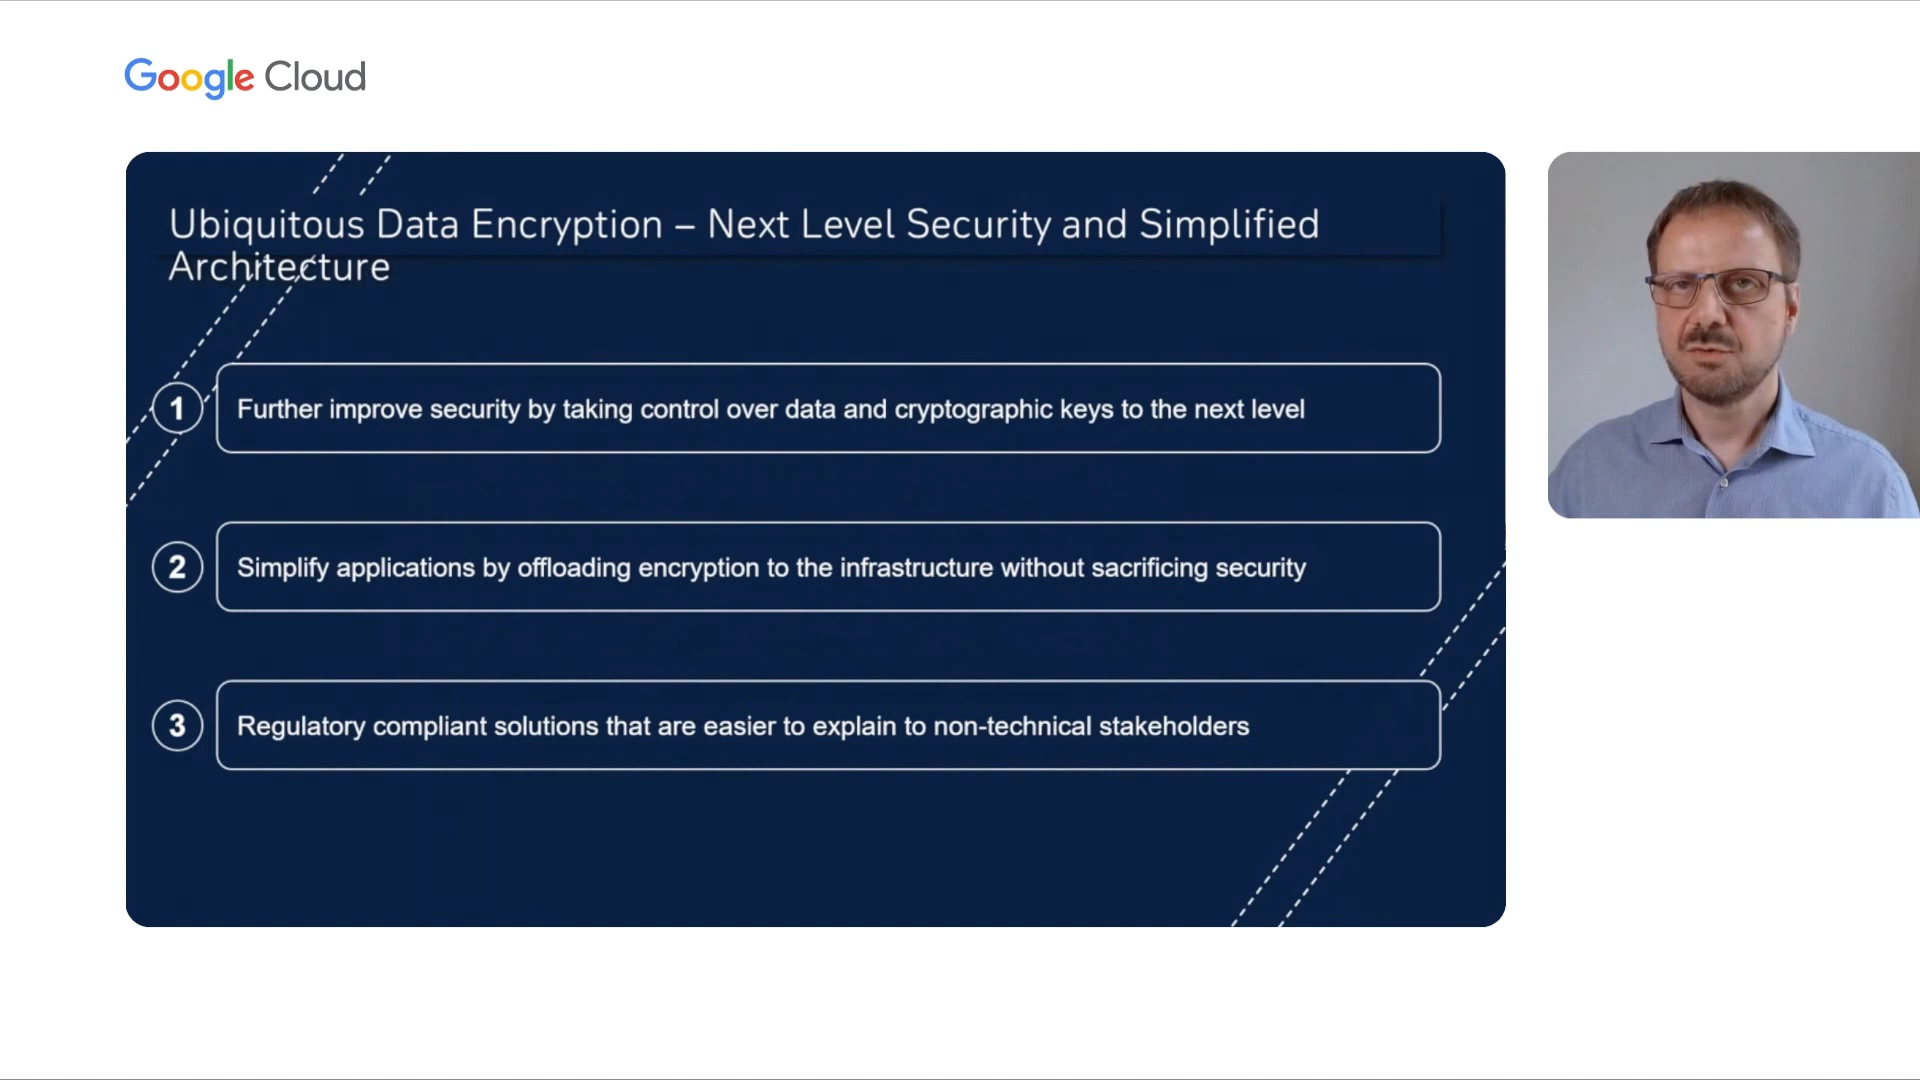 Google Cloud
Ubiquitous Data Encryption – Next Level Security and Simplified
Architecture
1
Further improve security by taking control over data and cryptographic keys to the next level
2
Simplify applications by offloading encryption to the infrastructure without sacrificing security
3
Regulatory compliant solutions that are easier to explain to non-technical stakeholders